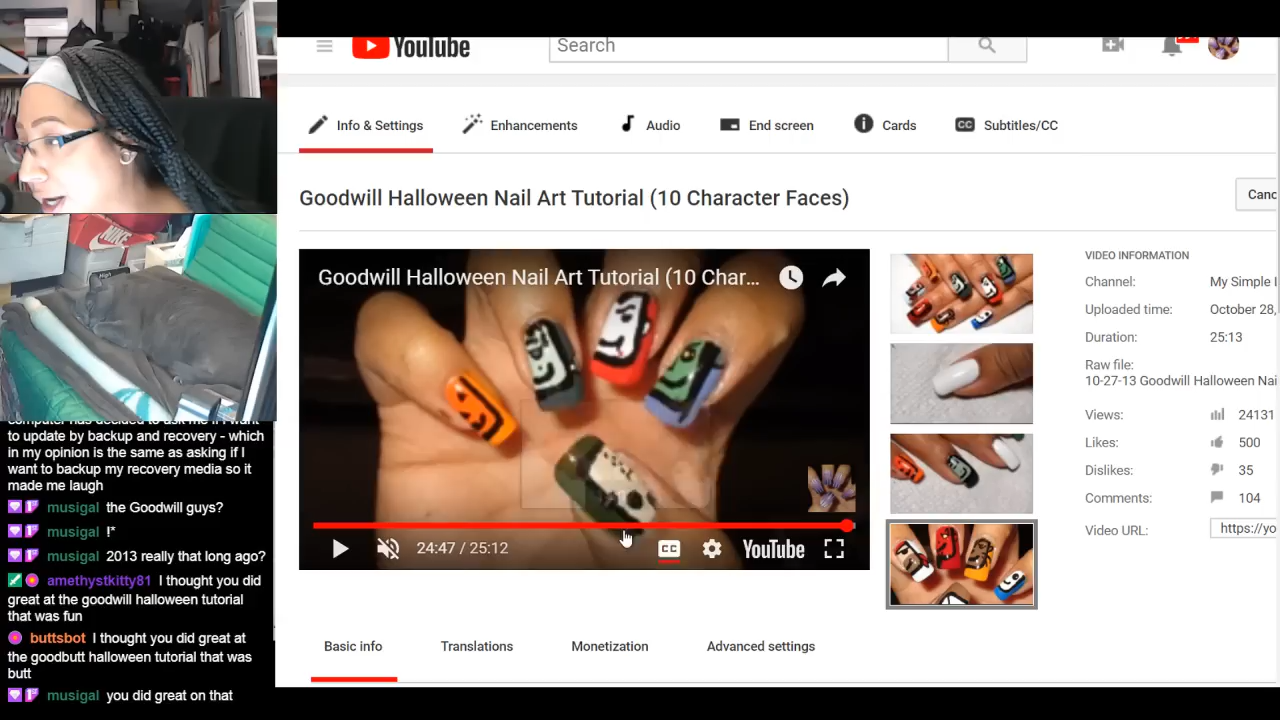 YouTube
Search
Info & Settings
Enhancements
Audio
End screen
Cards
CC Subtitles/CC
Goodwill Halloween Nail Art Tutorial (10 Character Faces)
Canc
Goodwill Halloween Nail Art Tutorial (10 Char...
24:47 / 25:12
CC
YouTube
VIDEO INFORMATION
Channel: My Simple
Uploaded time: October 28,
Duration: 25:13
Raw file:
10-27-13 Goodwill Halloween Nai
Views: 24131
Likes: 500
Dislikes: 35
Comments: 104
Video URL: https://yo
Basic info
Translations
Monetization
Advanced settings
High
computer has decided to ask me if I want
to update by backup and recovery - which
in my opinion is the same as asking if I
want to backup my recovery media so it
made me laugh
musigal the Goodwill guys?
musigal !*
musigal 2013 really that long ago?
amethystkitty81 I thought you did
great at the goodwill halloween tutorial
that was fun
buttsbot I thought you did great at
the goodbutt halloween tutorial that was
butt
musigal you did great on that